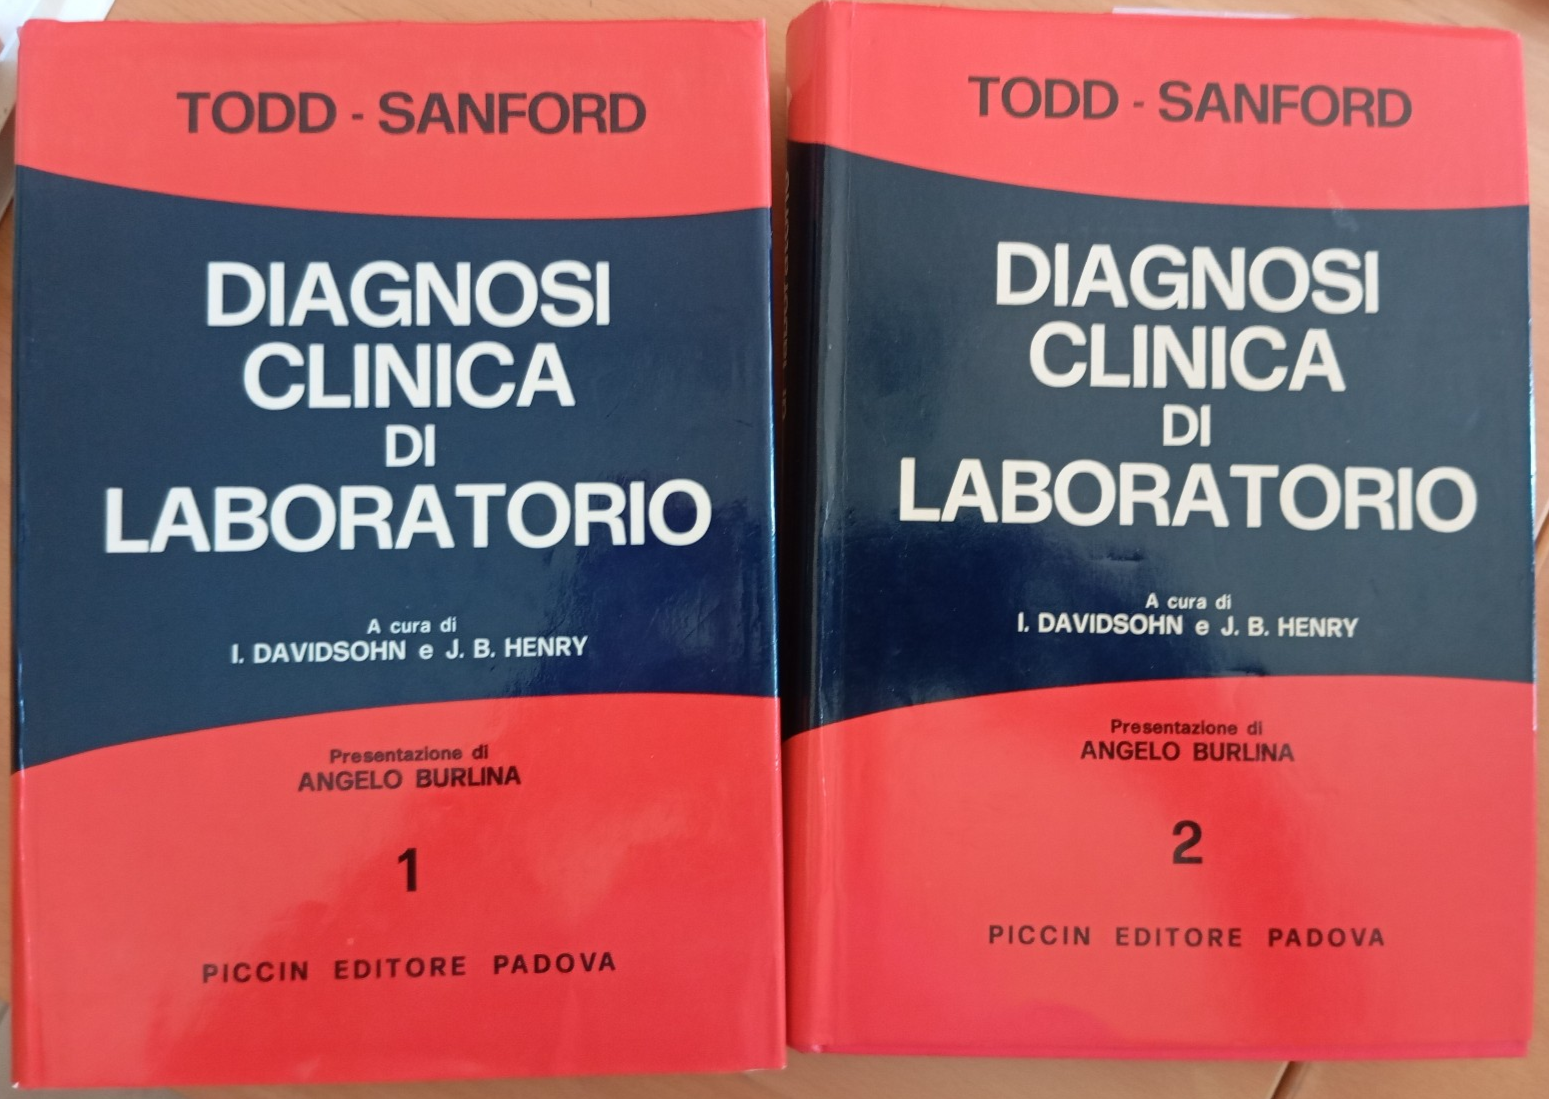 TODD - SANFORD
DIAGNOSI
CLINICA
DI
LABORATORIO
A cura di
I. DAVIDSOHN e J. B. HENRY
Presentazione di
ANGELO BURLINA
1
PICCIN EDITORE PADOVA
TODD - SANFORD
DIAGNOSI
CLINICA
DI
LABORATORIO
A cura di
I. DAVIDSOHN e J. B. HENRY
Presentazione di
ANGELO BURLINA
2
PICCIN EDITORE PADOVA